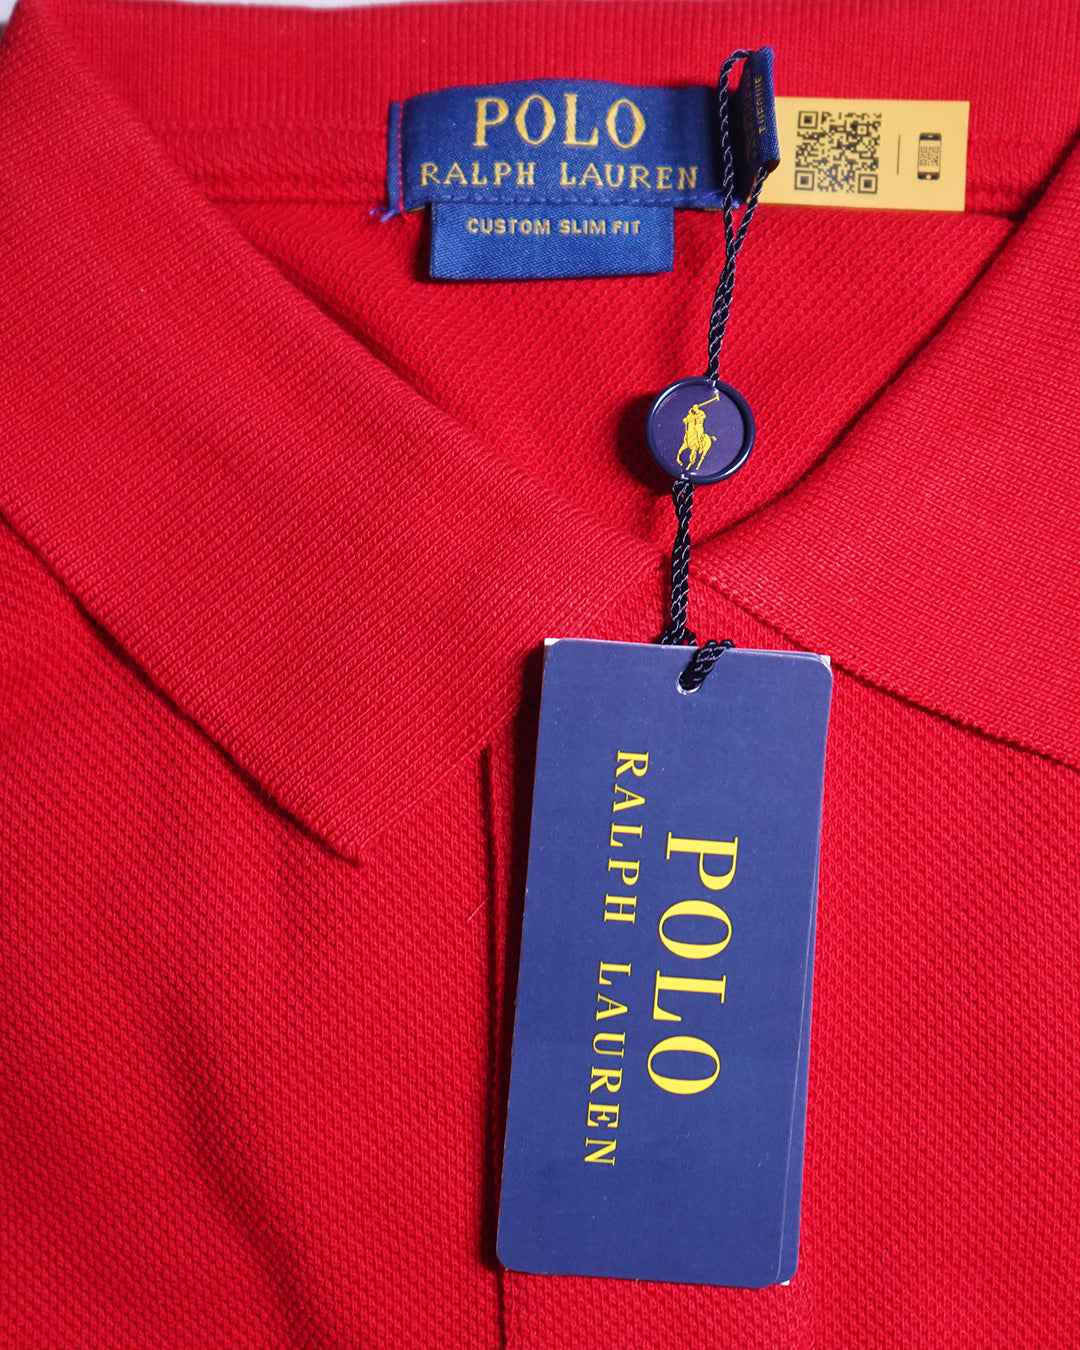 POLO
RALPH LAUREN
CUSTOM SLIM FIT
POLO
RALPH LAUREN